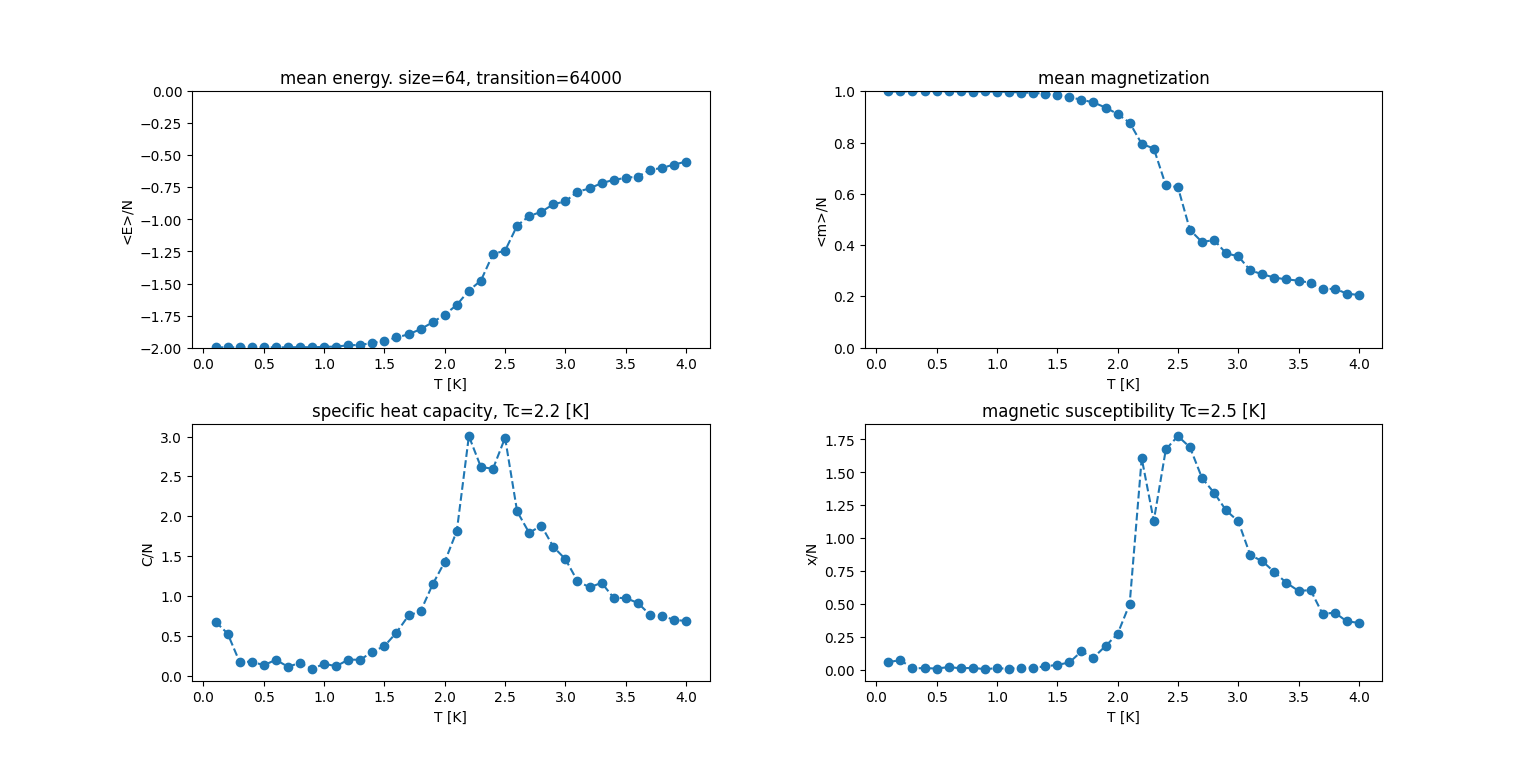 mean energy. size=64, transition=64000
<E>/N
0.00
−0.25
−0.50
−0.75
−1.00
−1.25
−1.50
−1.75
−2.00
0.0 0.5 1.0 1.5 2.0 2.5 3.0 3.5 4.0
T [K]
mean magnetization
<m>/N
1.0
0.8
0.6
0.4
0.2
0.0
0.0 0.5 1.0 1.5 2.0 2.5 3.0 3.5 4.0
T [K]
specific heat capacity, Tc=2.2 [K]
C/N
3.0
2.5
2.0
1.5
1.0
0.5
0.0
0.0 0.5 1.0 1.5 2.0 2.5 3.0 3.5 4.0
T [K]
magnetic susceptibility Tc=2.5 [K]
x/N
1.75
1.50
1.25
1.00
0.75
0.50
0.25
0.00
0.0 0.5 1.0 1.5 2.0 2.5 3.0 3.5 4.0
T [K]